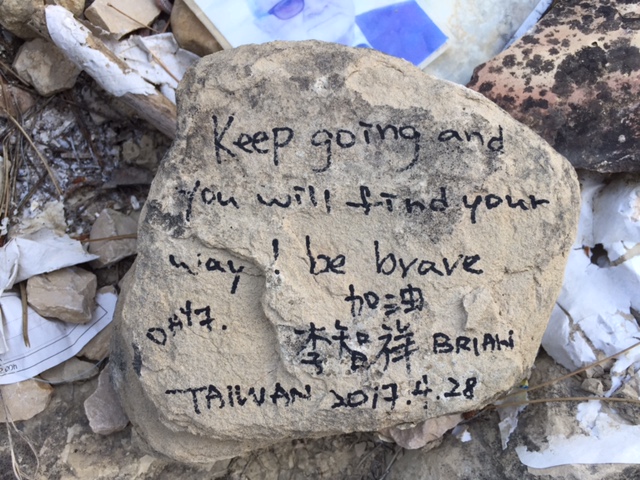 Keep going and
you will find your
way! be brave
加油
李智祥 BRIAN
TAIWAN 2017.4.28